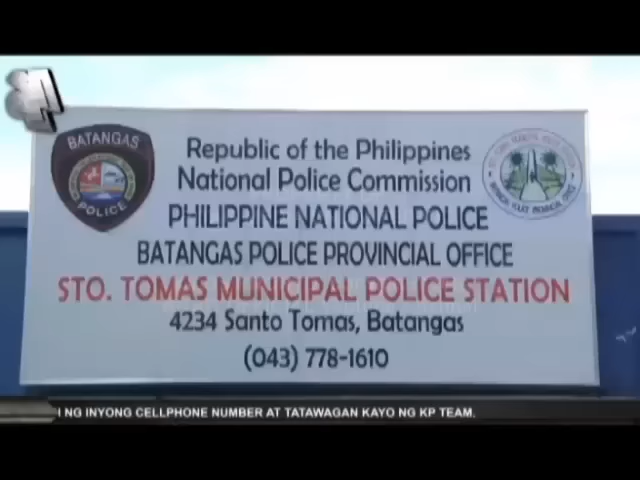 BATANGAS
POLICE
Republic of the Philippines
National Police Commission
PHILIPPINE NATIONAL POLICE
BATANGAS POLICE PROVINCIAL OFFICE
STO. TOMAS MUNICIPAL POLICE STATION
4234 Santo Tomas, Batangas
(043) 778-1610
NG INYONG CELLPHONE NUMBER AT TATAWAGAN KAYO NG KP TEAM.